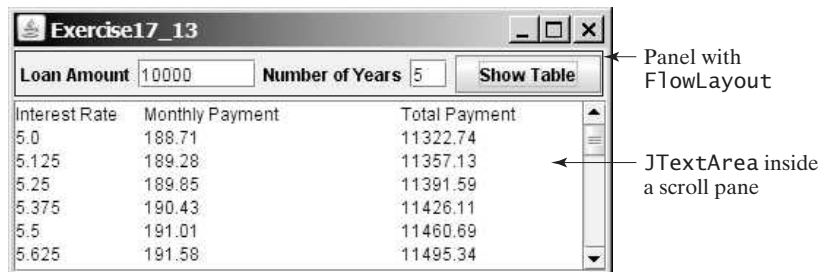 Exercise17_13
Loan Amount 10000 Number of Years 5 Show Table
Panel with
FlowLayout
Interest Rate Monthly Payment Total Payment
5.0 188.71 11322.74
5.125 189.28 11357.13
5.25 189.85 11391.59
5.375 190.43 11426.11
5.5 191.01 11460.69
5.625 191.58 11495.34
JTextArea inside
a scroll pane